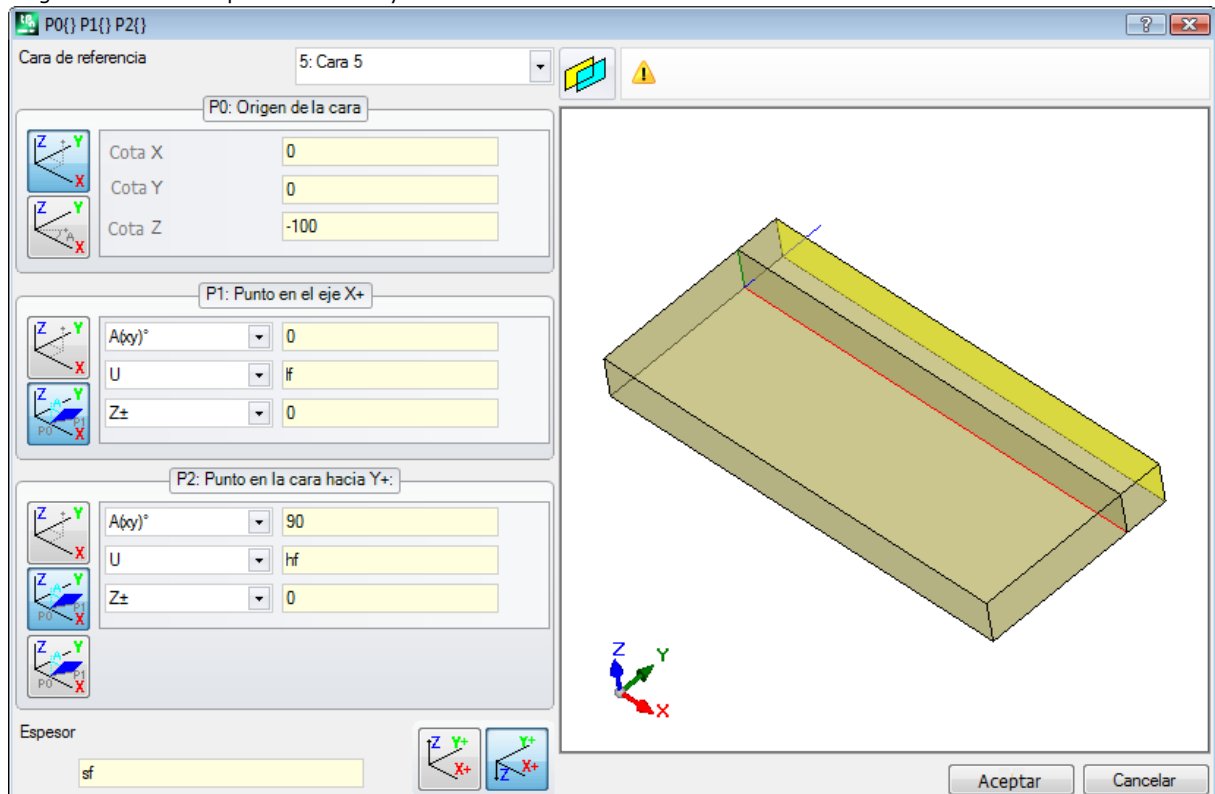 P0{} P1{} P2{}
Cara de referencia
5: Cara 5
P0: Origen de la cara
Cota X
0
Cota Y
0
Cota Z
-100
P1: Punto en el eje X+
A(xy)°
0
U
lf
Z±
0
P2: Punto en la cara hacia Y+:
A(xy)°
90
U
hf
Z±
0
Espesor
sf
Z Y X
Aceptar
Cancelar